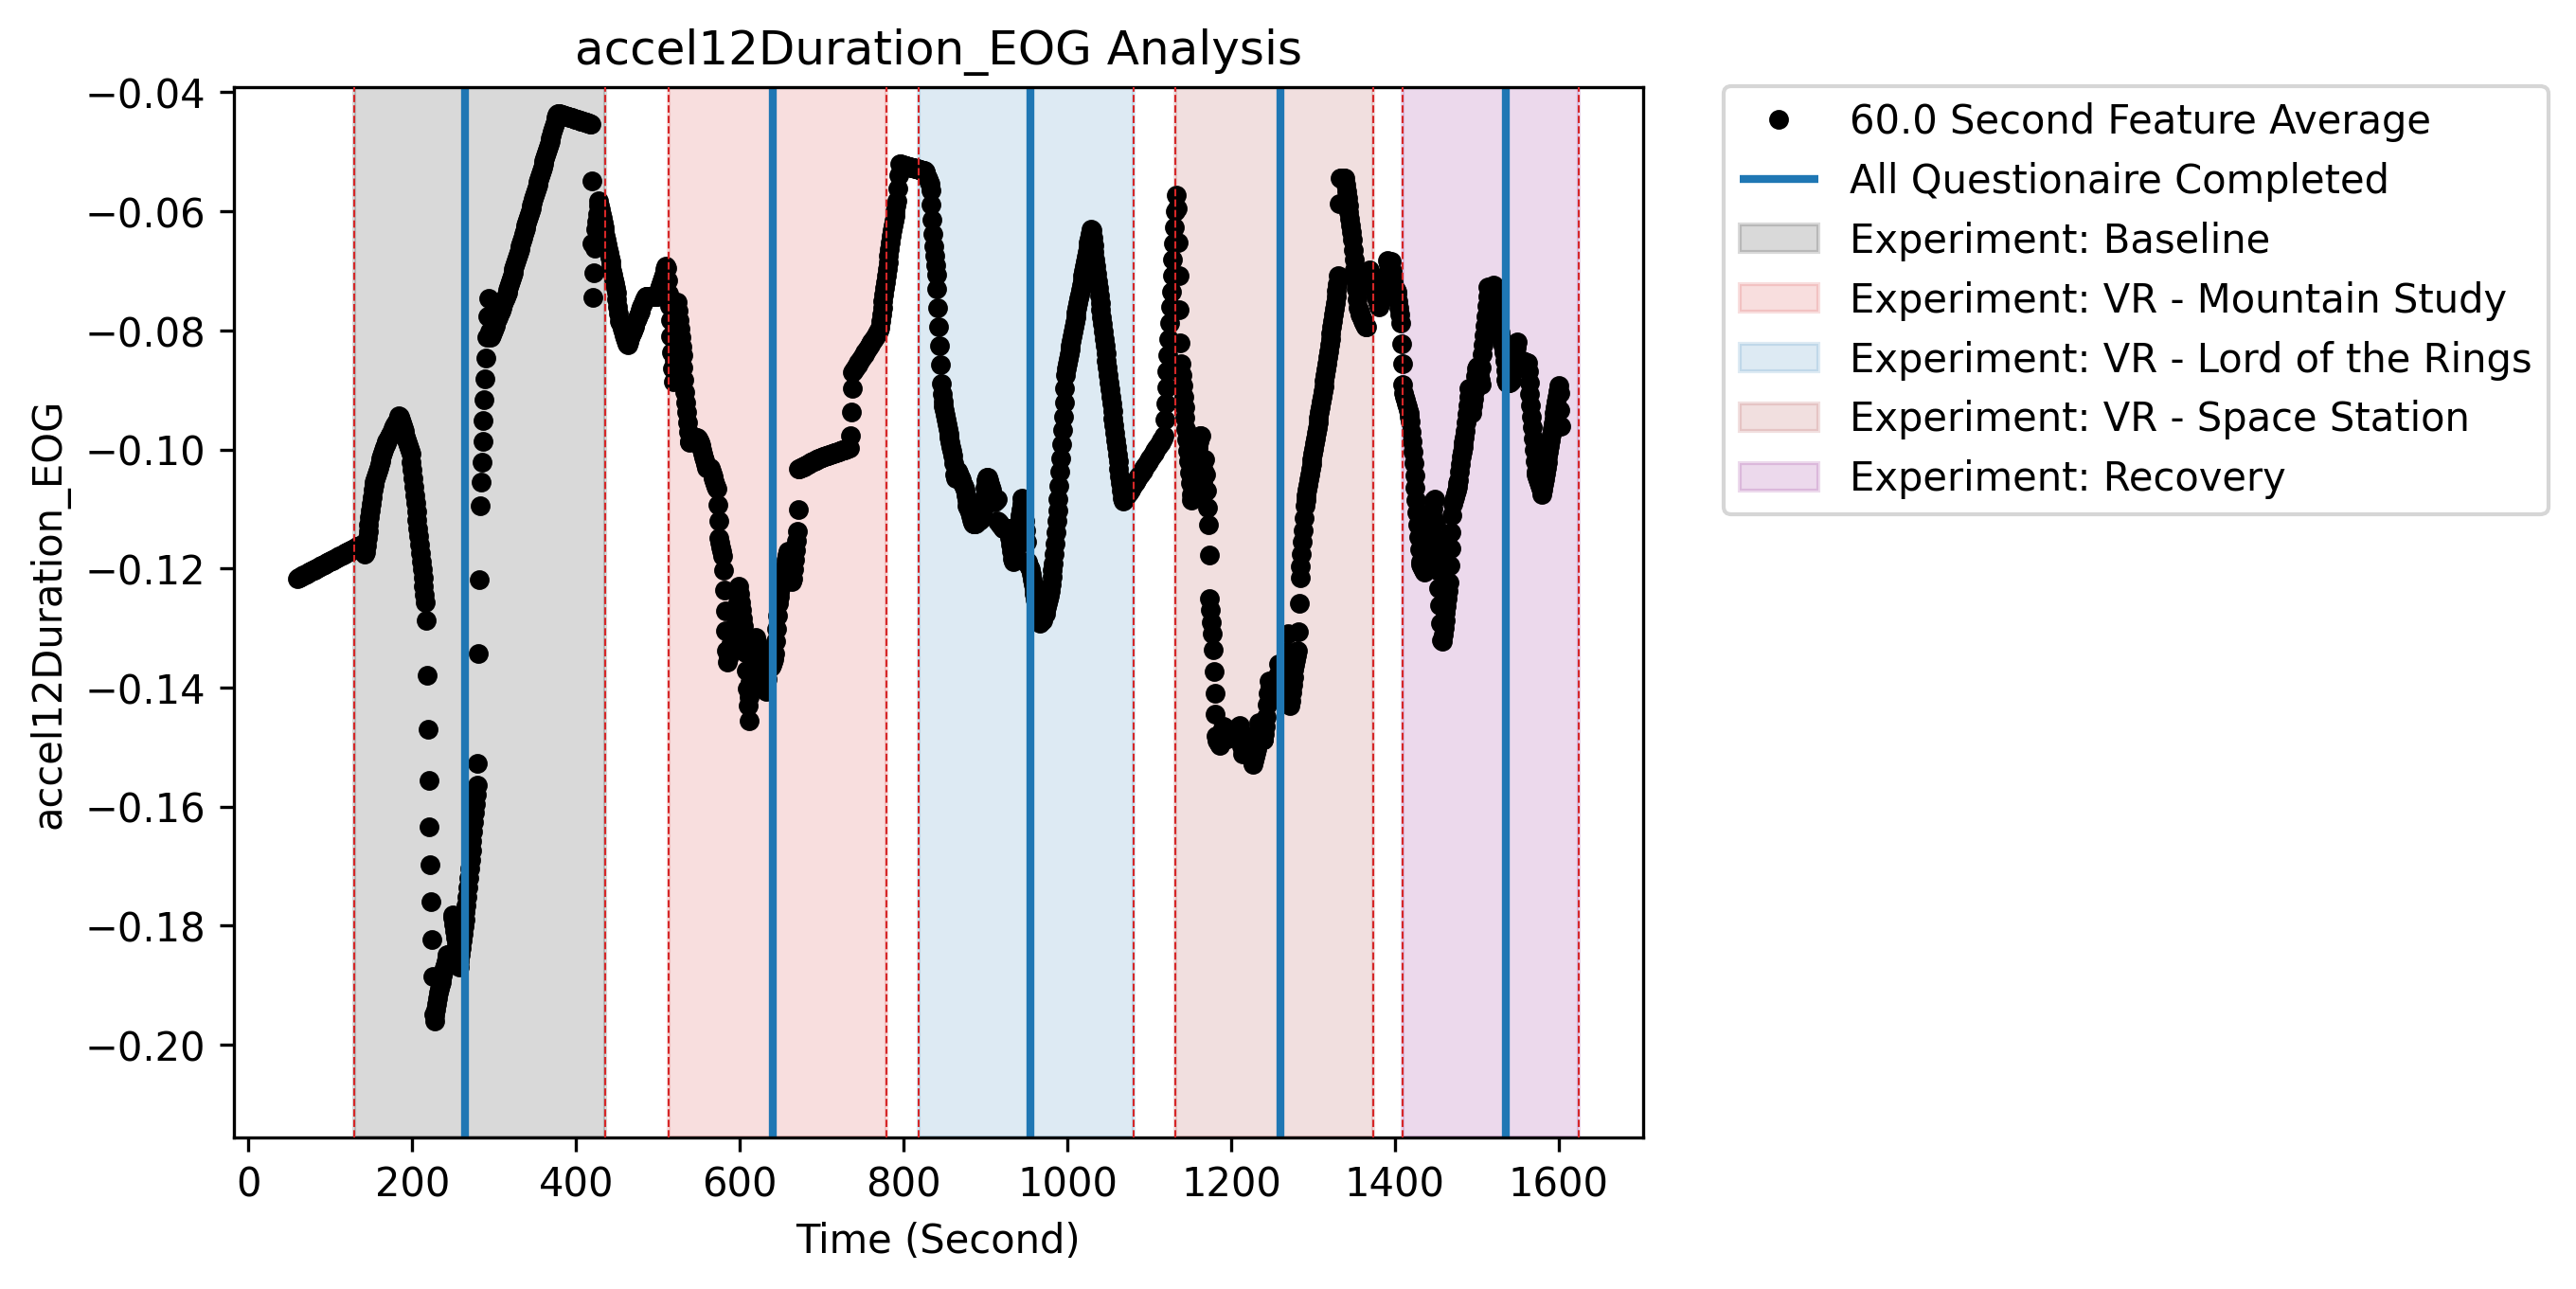 accel12Duration_EOG Analysis
accel12Duration_EOG
−0.04
−0.06
−0.08
−0.10
−0.12
−0.14
−0.16
−0.18
−0.20
0 200 400 600 800 1000 1200 1400 1600
Time (Second)
60.0 Second Feature Average
All Questionaire Completed
Experiment: Baseline
Experiment: VR - Mountain Study
Experiment: VR - Lord of the Rings
Experiment: VR - Space Station
Experiment: Recovery